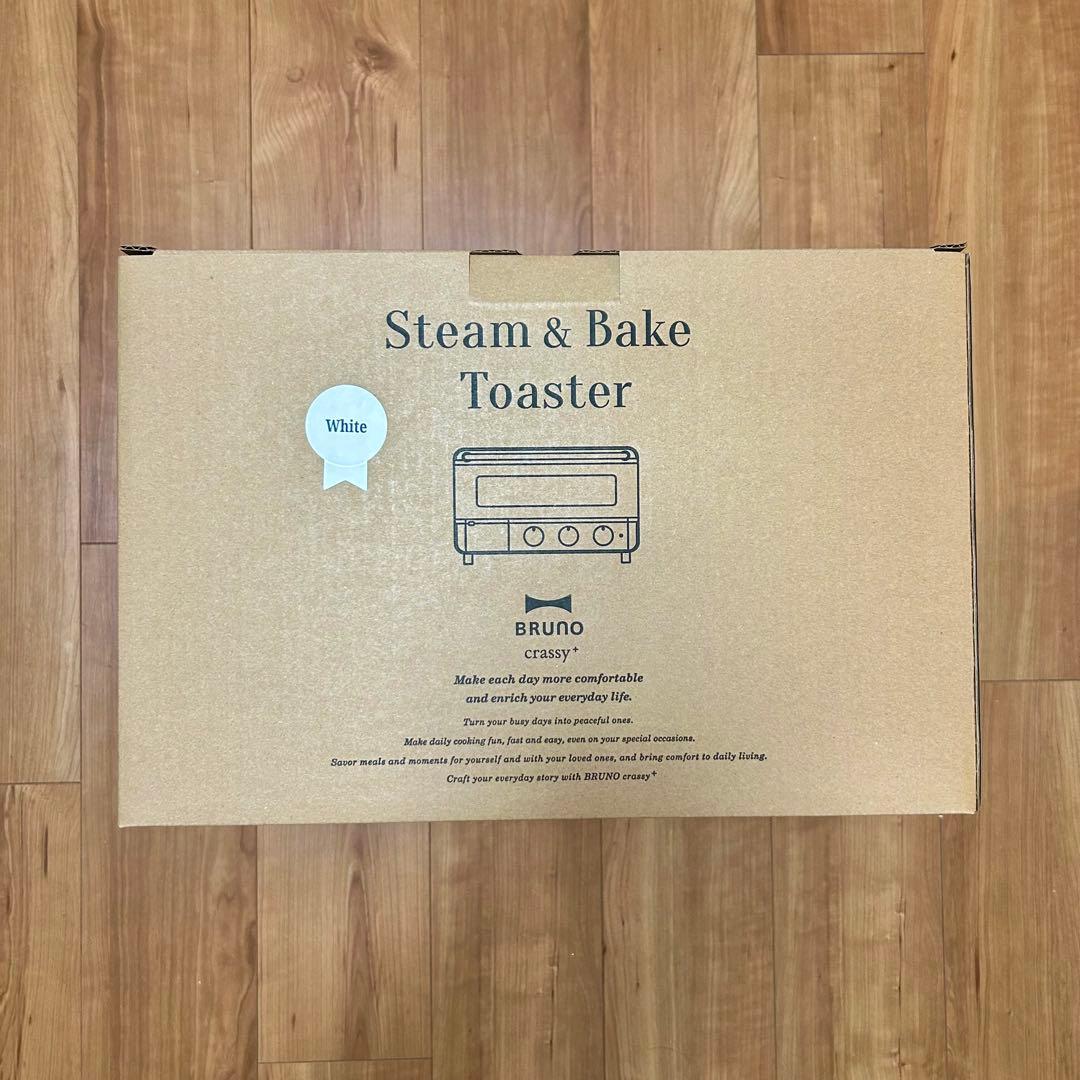 Steam & Bake
Toaster
White
BRUNO
crassy+
Make each day more comfortable
and enrich your everyday life.
Turn your busy days into peaceful ones.
Make daily cooking fun, fast and easy, even on your special occasions.
Savor meals and moments for yourself and with your loved ones, and bring comfort to daily living.
Craft your everyday story with BRUNO crassy+